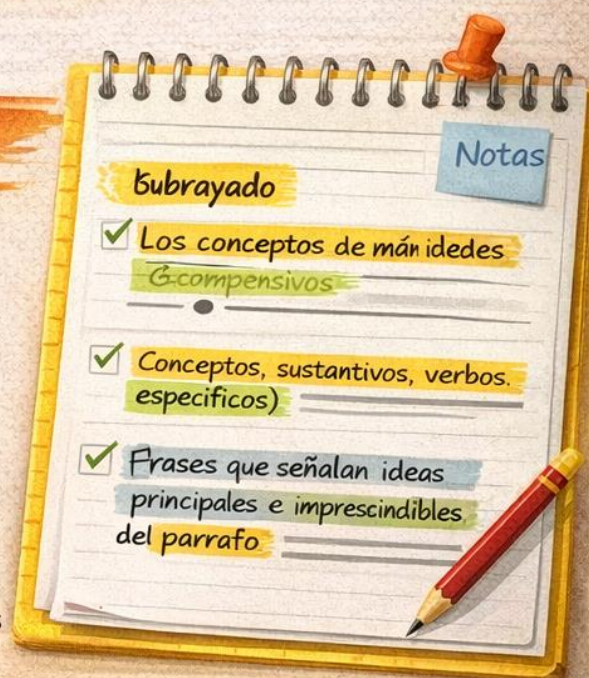 Notas
Subrayado
Los conceptos de mán idedes
G.compensivos
Conceptos, sustantivos, verbos.
especificos)
Frases que señalan ideas
principales e imprescindibles
del parrafo
s